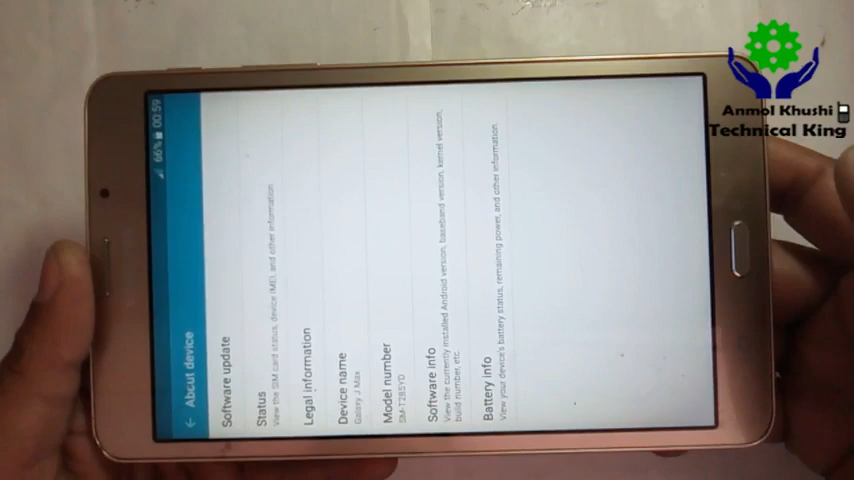 66% 00:59
About device
Software update
Status
View the SIM card status, device IMEI, and other information.
Legal information
Device name
Galaxy J Max
Model number
SM-T285YD
Software info
View the currently installed Android version, baseband version, kernel version,
build number, etc.
Battery info
View your device's battery status, remaining power, and other information.
Anmol Khushi
Technical King